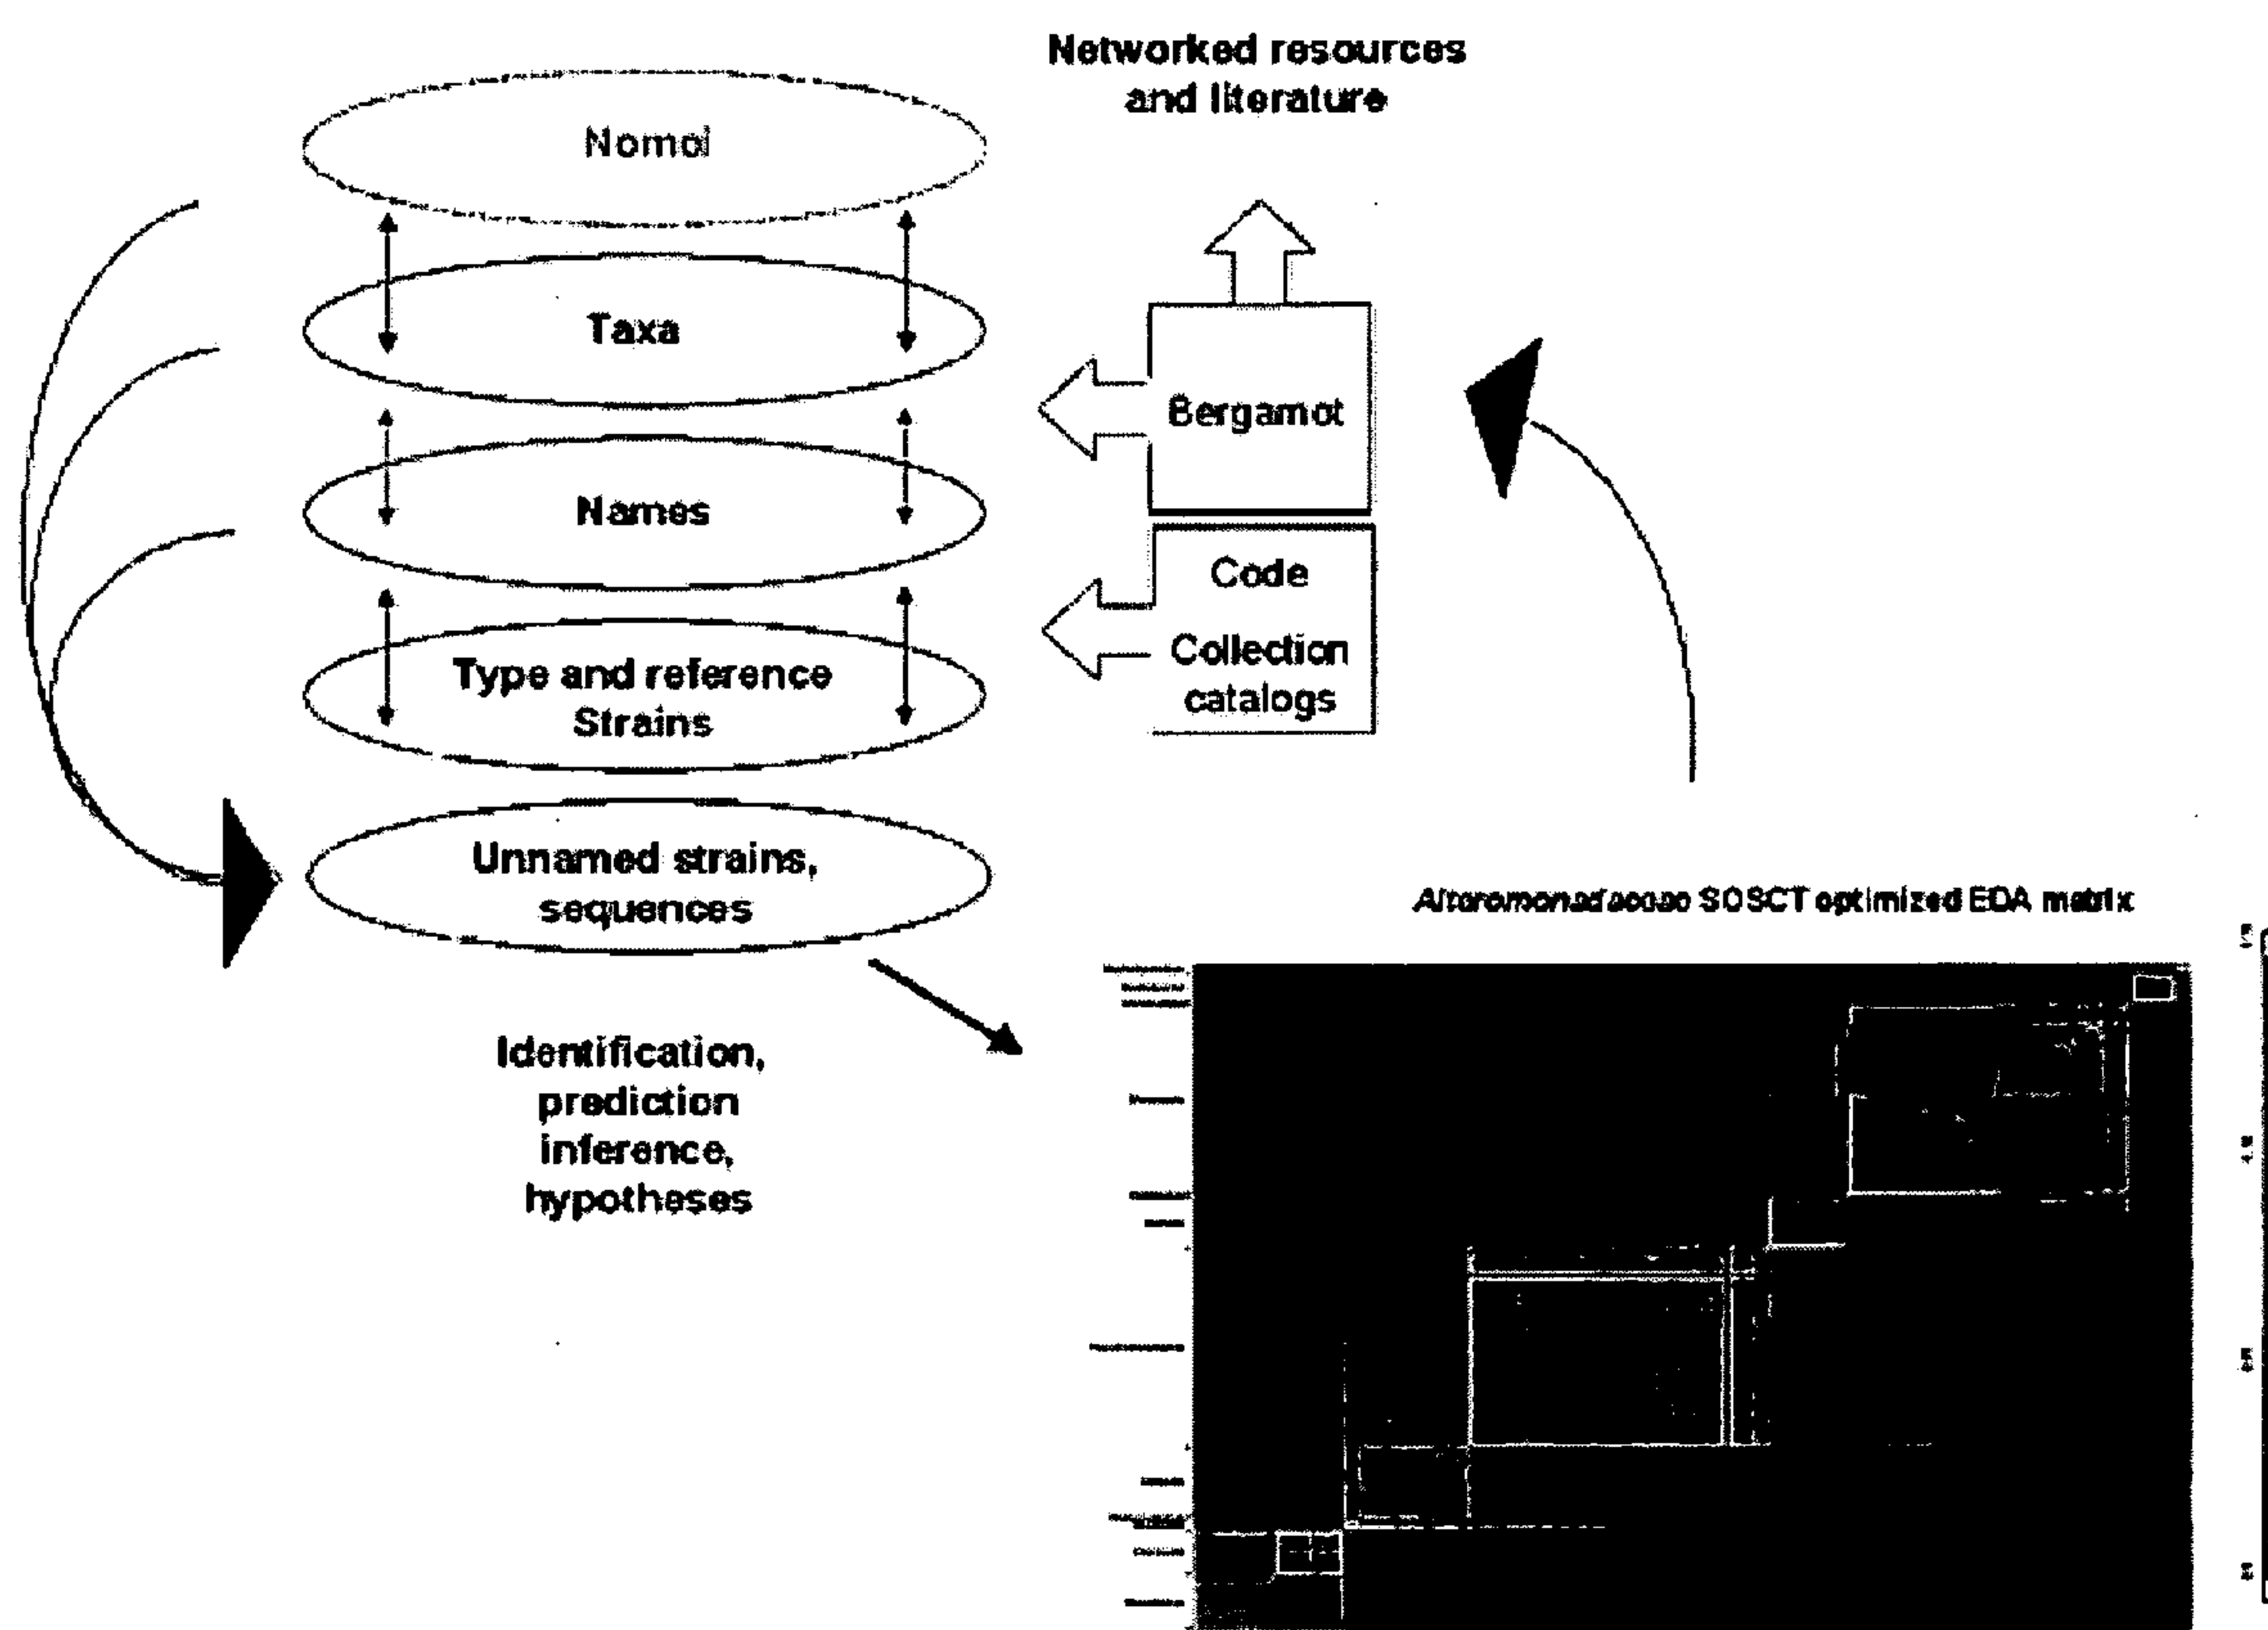 Networked resources
and literature
Nomoi
Taxa
Bergamot
Names
Code
Collection
catalogs
Type and reference
Strains
Unnamed strains,
sequences
Alteromonadaceae SOSCT optimized EDA matrix
Identification,
prediction
inference,
hypotheses